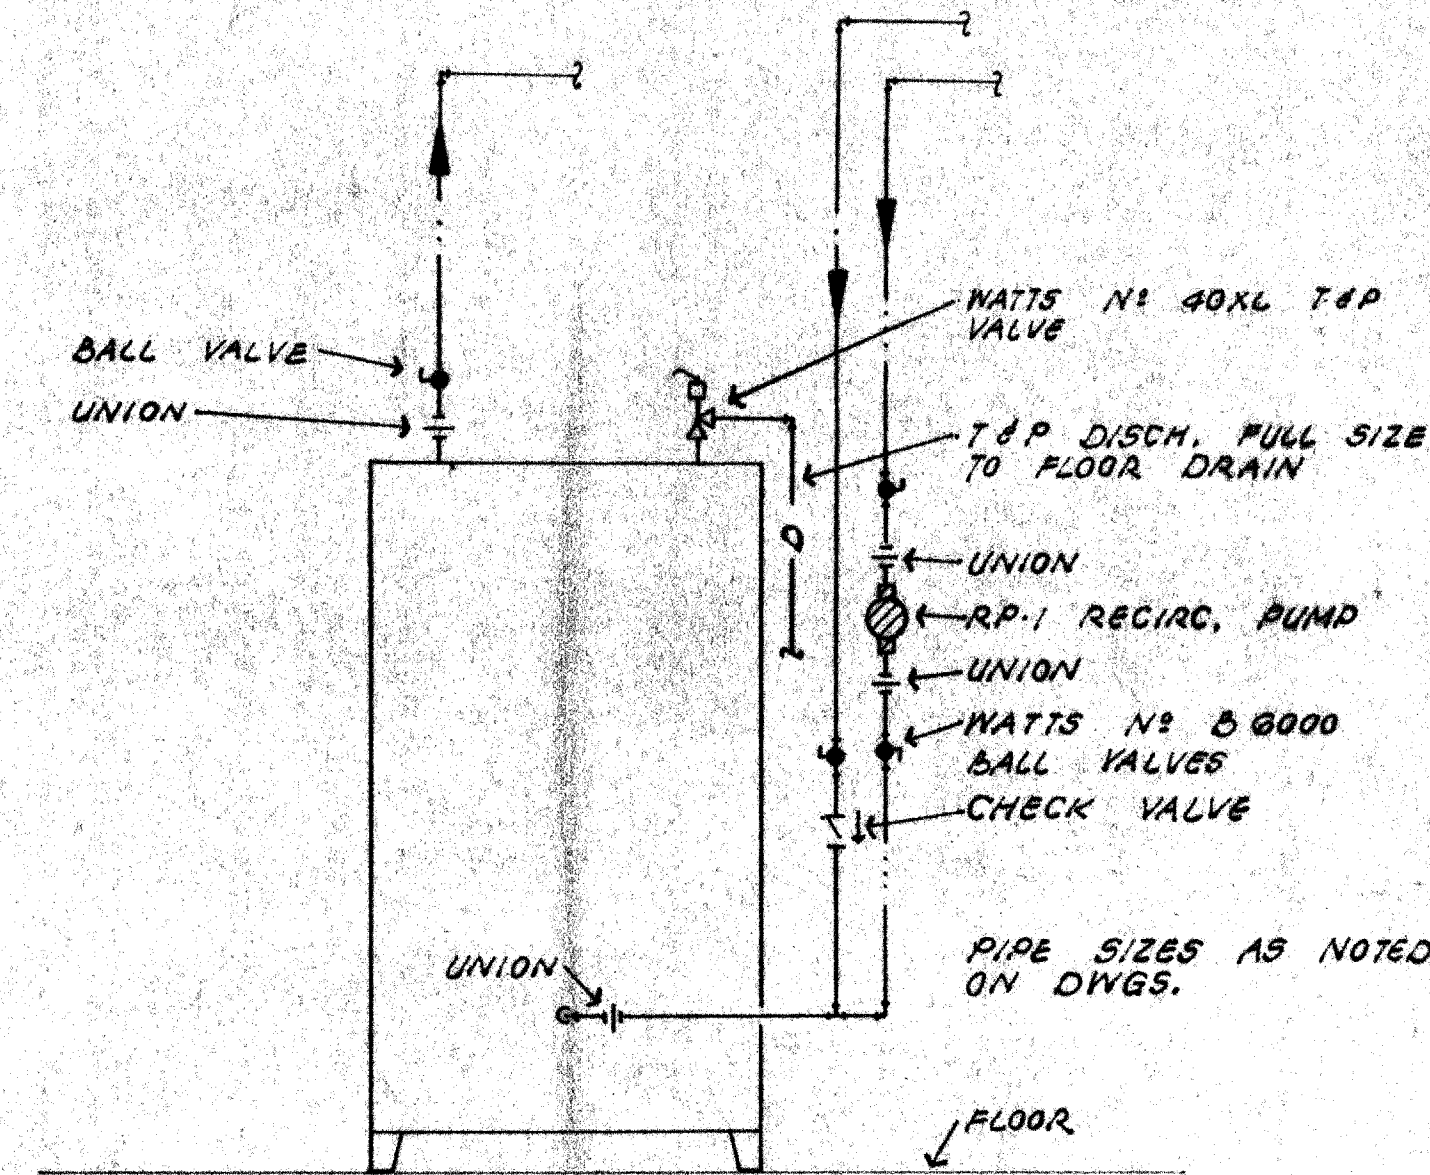 WATTS Nº 40XL T&P
VALVE
BALL VALVE
UNION
T&P DISCH. FULL SIZE
TO FLOOR DRAIN
D
UNION
RP-1 RECIRC. PUMP
UNION
WATTS Nº B 6000
BALL VALVES
CHECK VALVE
PIPE SIZES AS NOTED
ON DWGS.
UNION
FLOOR